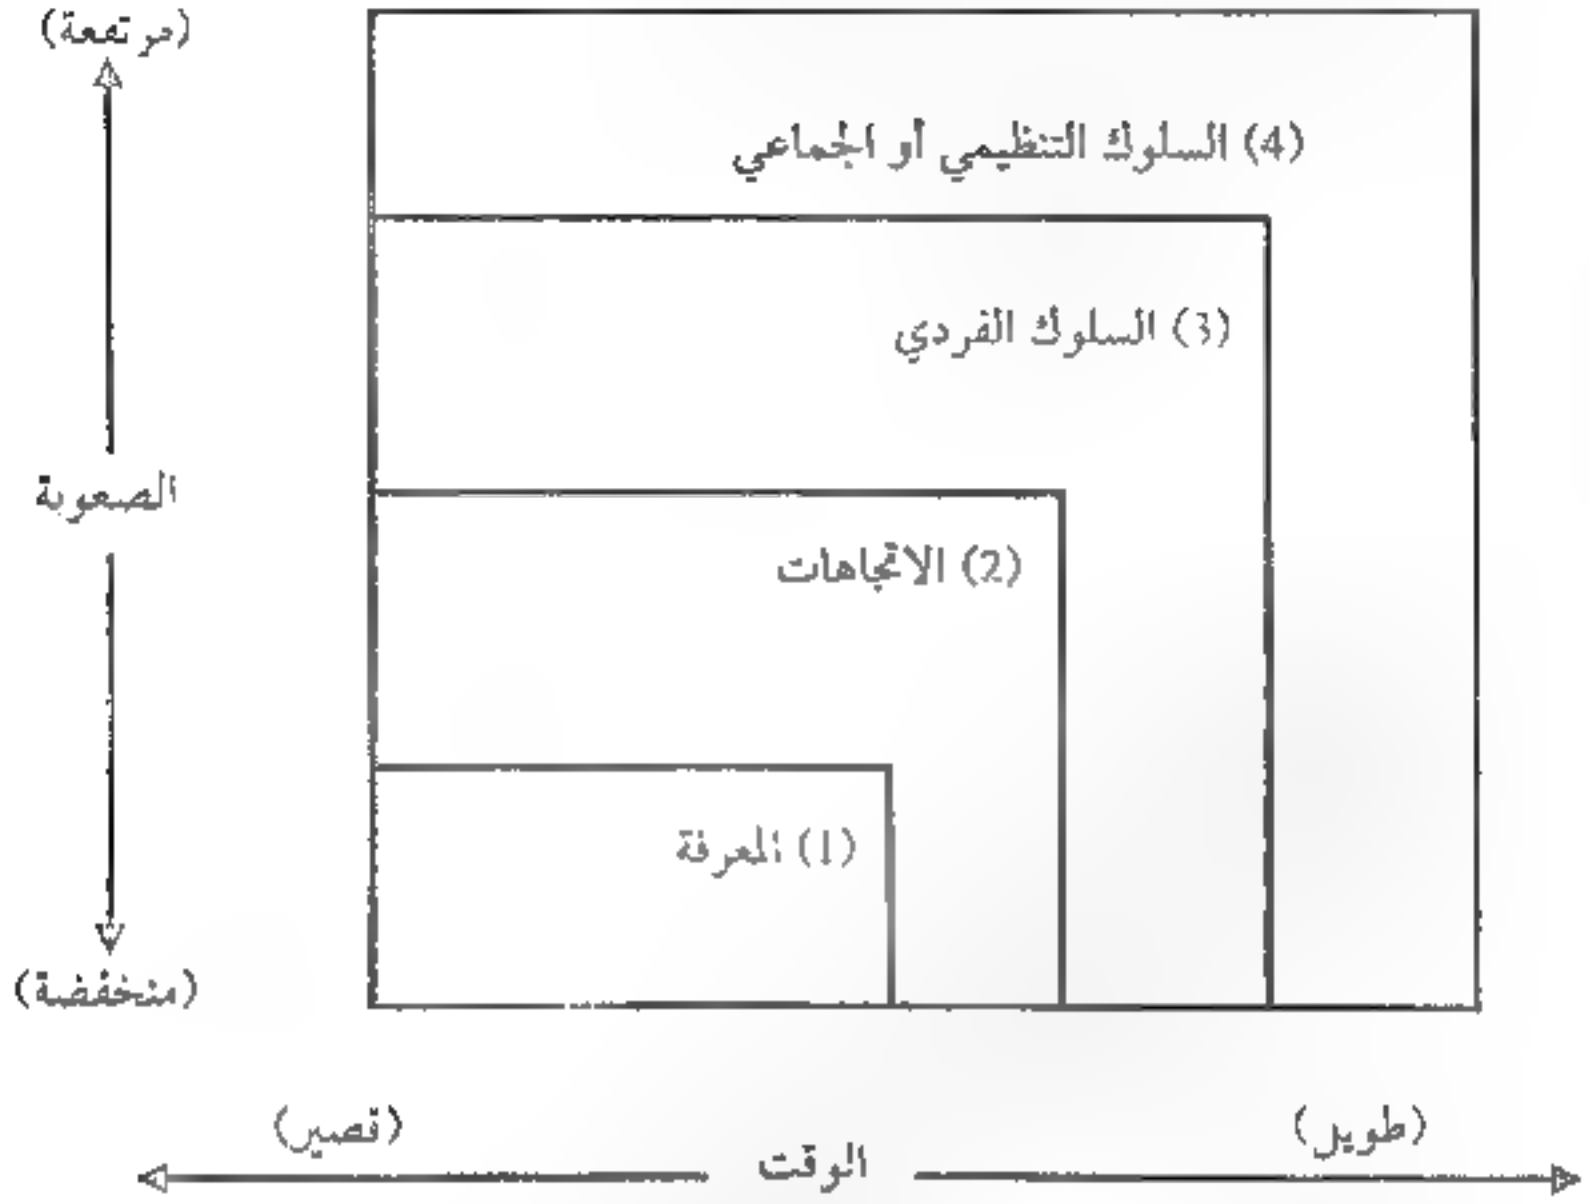 (مرتفعة)
(4) السلوك التنظيمي أو الجماعي
(3) السلوك الفردي
الصعوبة
(2) الاتجاهات
(1) المعرفة
(منخفضة)
(قصير)
(طويل)
الوقت